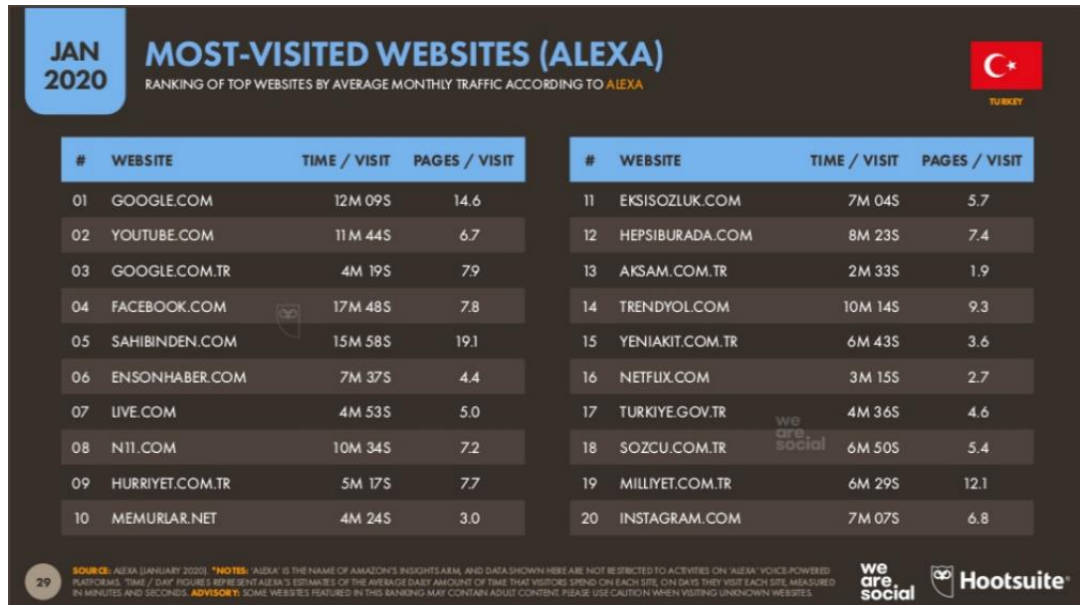 JAN
2020
MOST-VISITED WEBSITES (ALEXA)
RANKING OF TOP WEBSITES BY AVERAGE MONTHLY TRAFFIC ACCORDING TO ALEXA
TURKEY
# WEBSITE TIME / VISIT PAGES / VISIT
01 GOOGLE.COM 12M 09S 14.6
02 YOUTUBE.COM 11M 44S 6.7
03 GOOGLE.COM.TR 4M 19S 7.9
04 FACEBOOK.COM 17M 48S 7.8
05 SAHIBINDEN.COM 15M 58S 19.1
06 ENSONHABER.COM 7M 37S 4.4
07 LIVE.COM 4M 53S 5.0
08 N11.COM 10M 34S 7.2
09 HURRIYET.COM.TR 5M 17S 7.7
10 MEMURLAR.NET 4M 24S 3.0
# WEBSITE TIME / VISIT PAGES / VISIT
11 EKSISOZLUK.COM 7M 04S 5.7
12 HEPSIBURADA.COM 8M 23S 7.4
13 AKSAM.COM.TR 2M 33S 1.9
14 TRENDYOL.COM 10M 14S 9.3
15 YENIAKIT.COM.TR 6M 43S 3.6
16 NETFLIX.COM 3M 15S 2.7
17 TURKIYE.GOV.TR 4M 36S 4.6
18 SOZCU.COM.TR 6M 50S 5.4
19 MILLIYET.COM.TR 6M 29S 12.1
20 INSTAGRAM.COM 7M 07S 6.8
we
are.
social
29
SOURCE: ALEXA (JANUARY 2020). *NOTES: 'ALEXA' IS THE NAME OF AMAZON'S INSIGHTS ARM, AND DATA SHOWN HERE ARE NOT RESTRICTED TO ACTIVITIES ON 'ALEXA' VOICE-POWERED
PLATFORMS. 'TIME / DAY' FIGURES REPRESENT ALEXA'S ESTIMATES OF THE AVERAGE DAILY AMOUNT OF TIME THAT VISITORS SPEND ON EACH SITE, ON DAYS THEY VISIT EACH SITE, MEASURED
IN MINUTES AND SECONDS. ADVISORY: SOME WEBSITES FEATURED IN THIS RANKING MAY CONTAIN ADULT CONTENT. PLEASE USE CAUTION WHEN VISITING UNKNOWN WEBSITES.
we
are.
social
Hootsuite®